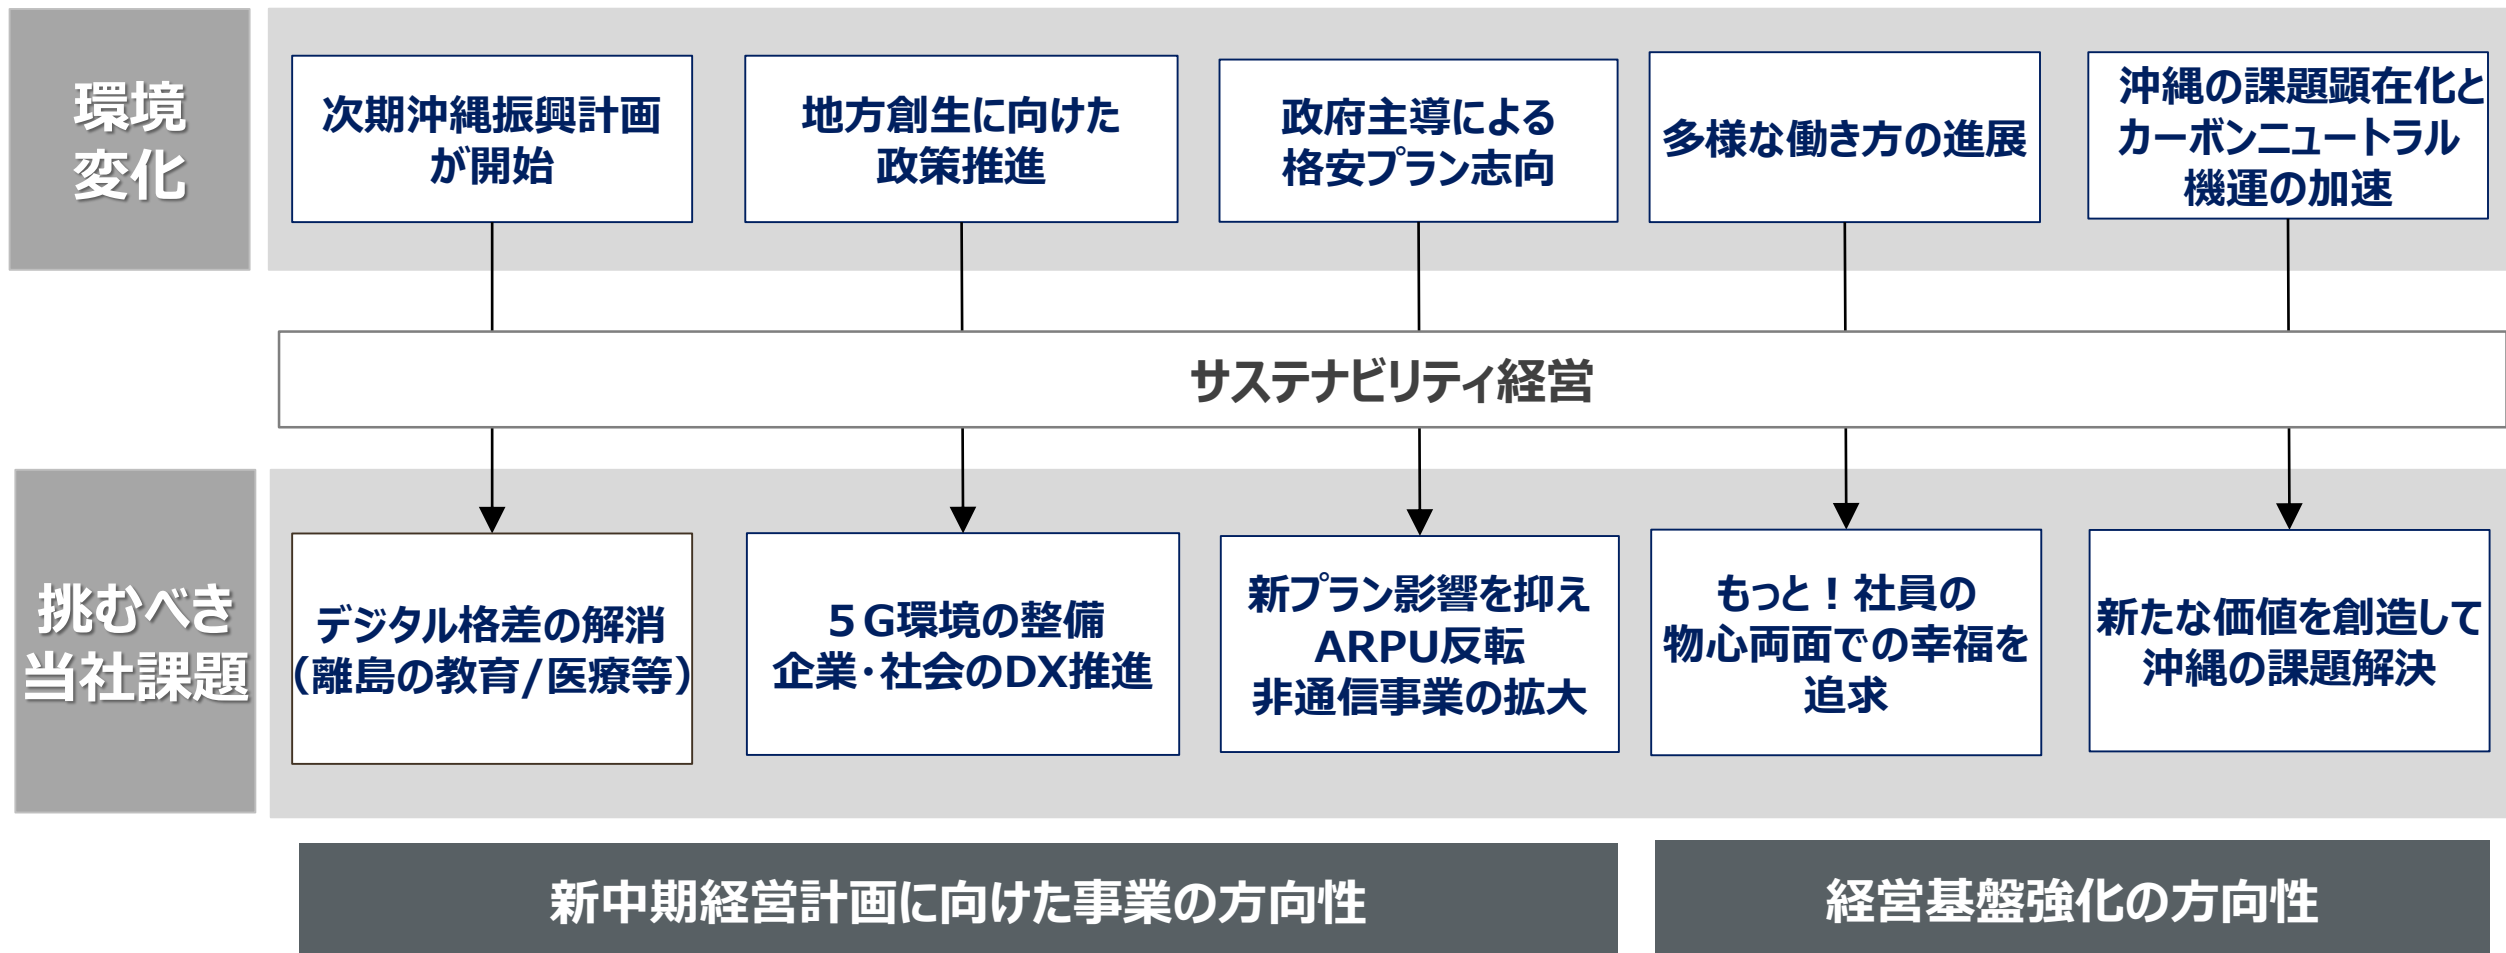 環境
変化
次期沖縄振興計画
が開始
地方創生に向けた
政策推進
政府主導による
格安プラン志向
多様な働き方の進展
沖縄の課題顕在化と
カーボンニュートラル
機運の加速
サステナビリティ経営
挑むべき
当社課題
デジタル格差の解消
（離島の教育/医療等）
５G環境の整備
企業･社会のDX推進
新プラン影響を抑え
ARPU反転
非通信事業の拡大
もっと！社員の
物心両面での幸福を
追求
新たな価値を創造して
沖縄の課題解決
新中期経営計画に向けた事業の方向性
経営基盤強化の方向性